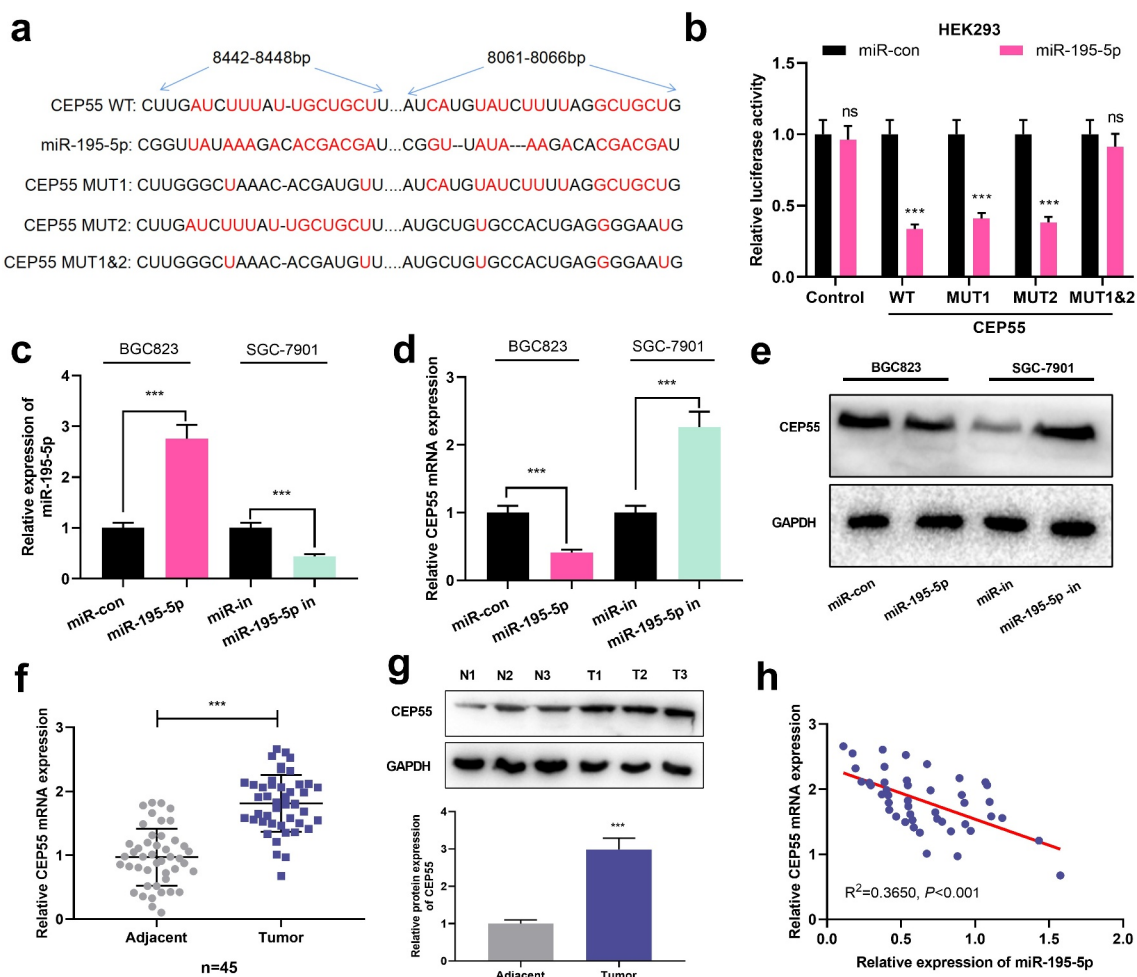 a
8442-8448bp 8061-8066bp
CEP55 WT: CUUGAUCUUUAU-UGCUGCUU...AUCAUGUAUCUUUUAGGCUGCUG
miR-195-5p: CGGUUAUAAAGACACGACGAU...CGGU--UAUA---AAGACACGACGAU
CEP55 MUT1: CUUGGGCUAAAC-ACGAUGUU...AUCAUGUAUCUUUUAGGCUGCUG
CEP55 MUT2: CUUGAUCUUUAU-UGCUGCUU....AUGCUGUGCCACUGAGGGGAAUG
CEP55 MUT1&2: CUUGGGCUAAAC-ACGAUGUU....AUGCUGUGCCACUGAGGGGAAUG
b
HEK293
miR-con miR-195-5p
Relative luciferase activity
1.5
1.0
0.5
0.0
ns
***
***
***
ns
Control WT MUT1 MUT2 MUT1&2
CEP55
c
BGC823 SGC-7901
Relative expression of
miR-195-5p
4
3
2
1
0
***
***
miR-con miR-195-5p miR-in miR-195-5p in
d
BGC823 SGC-7901
Relative CEP55 mRNA expression
3
2
1
0
***
***
miR-con miR-195-5p miR-in miR-195-5p in
e
BGC823 SGC-7901
CEP55
GAPDH
miR-con miR-195-5p miR-in miR-195-5p -in
f
Relative CEP55 mRNA expression
3
2
1
0
***
Adjacent Tumor
n=45
g
N1 N2 N3 T1 T2 T3
CEP55
GAPDH
Relative protein expression
of CEP55
4
3
2
1
0
***
Adjacent Tumor
h
Relative CEP55 mRNA expression
3
2
1
0
R²=0.3650, P<0.001
0.0 0.5 1.0 1.5 2.0
Relative expression of miR-195-5p